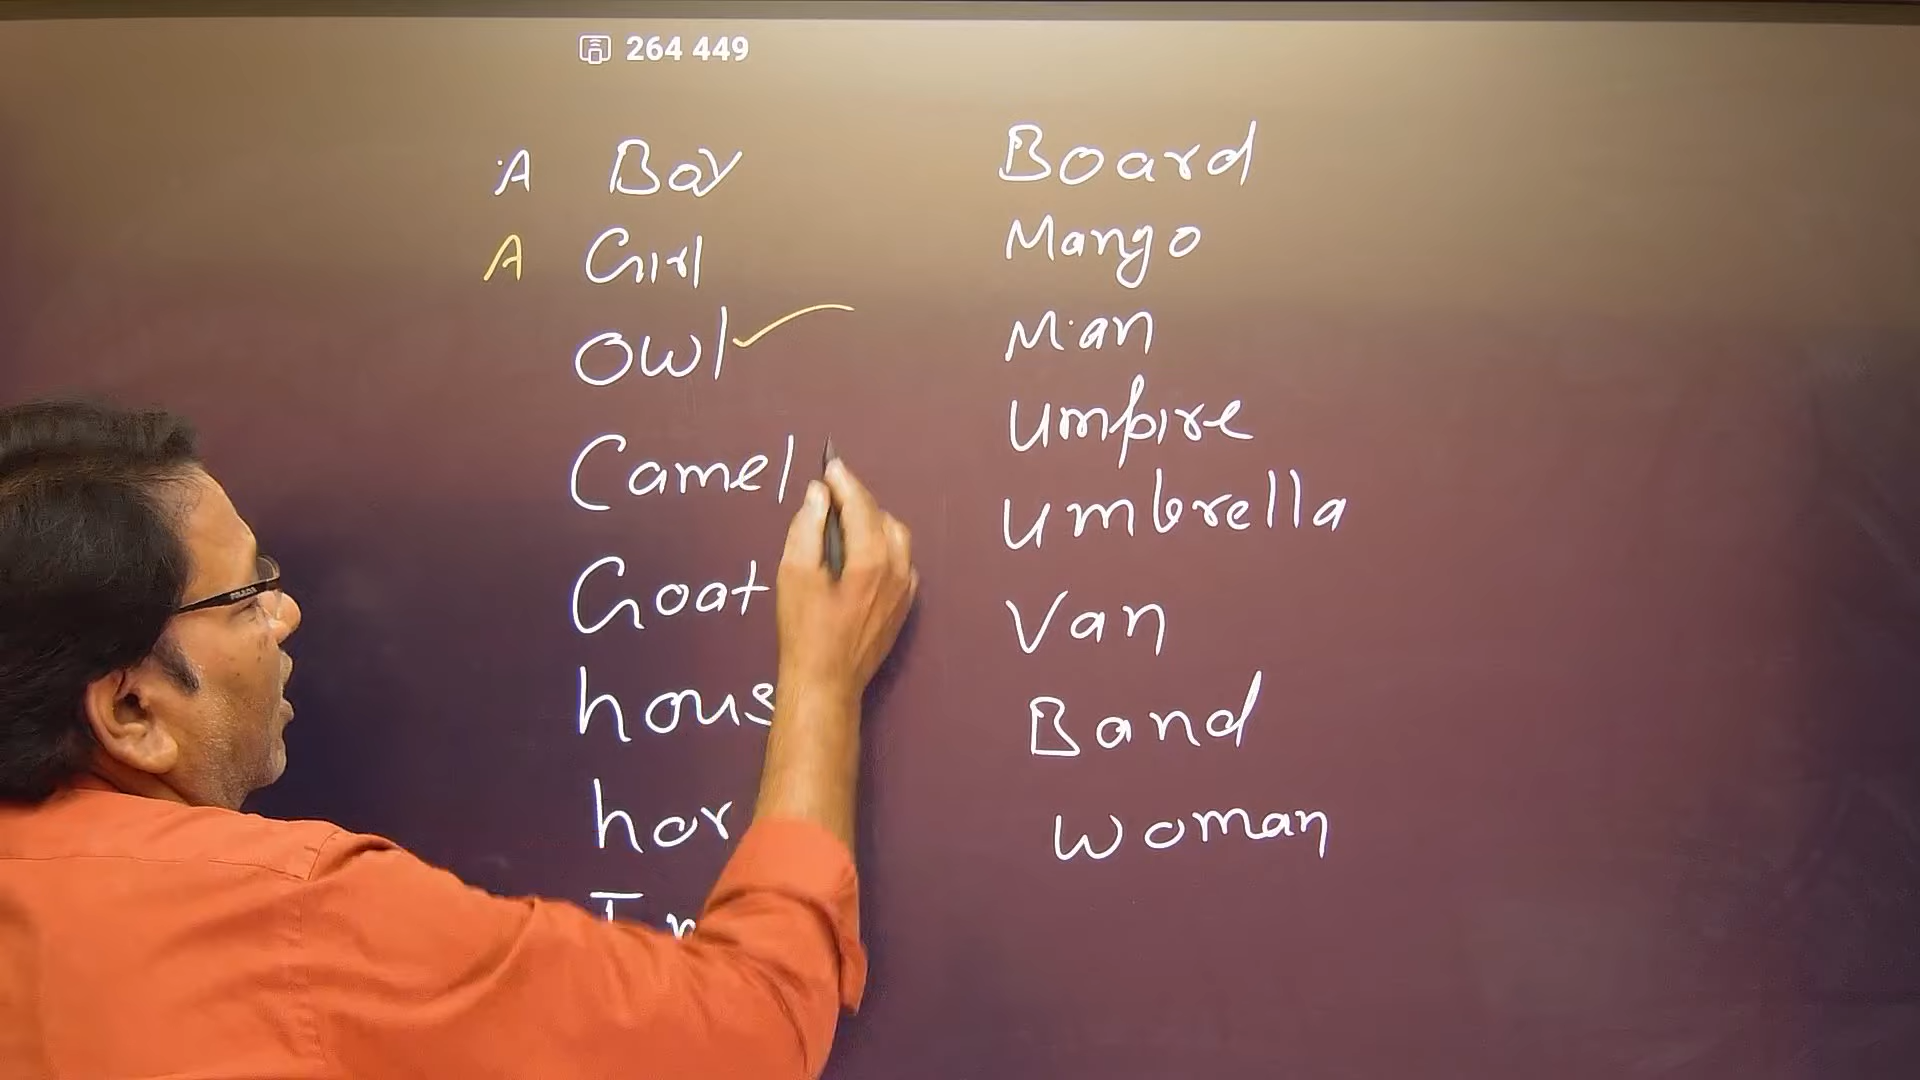 264 449
A Boy
A Girl
Owl
Camel
Goat
Board
Mango
Man
Umpire
Umbrella
Van
Band
Woman